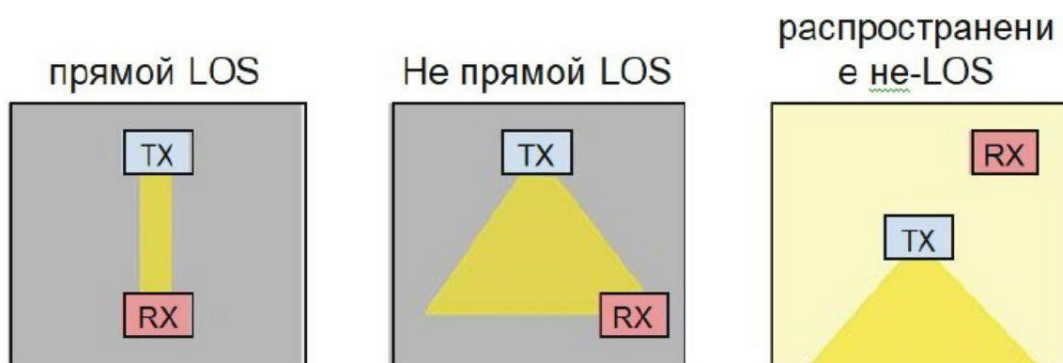 прямой LOS
Не прямой LOS
распространени
е не-LOS
TX
RX
TX
RX
RX
TX